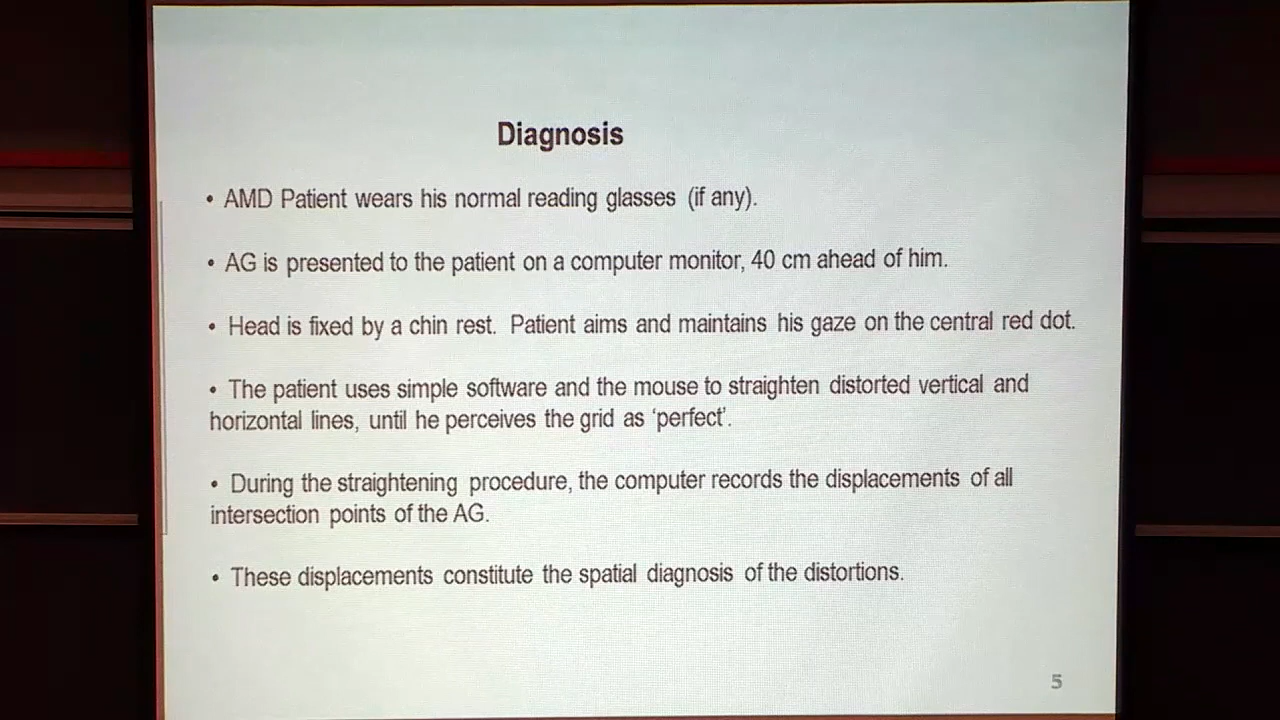 Diagnosis
• AMD Patient wears his normal reading glasses (if any).
• AG is presented to the patient on a computer monitor, 40 cm ahead of him.
• Head is fixed by a chin rest. Patient aims and maintains his gaze on the central red dot.
• The patient uses simple software and the mouse to straighten distorted vertical and
horizontal lines, until he perceives the grid as ‘perfect’.
• During the straightening procedure, the computer records the displacements of all
intersection points of the AG.
• These displacements constitute the spatial diagnosis of the distortions.
5